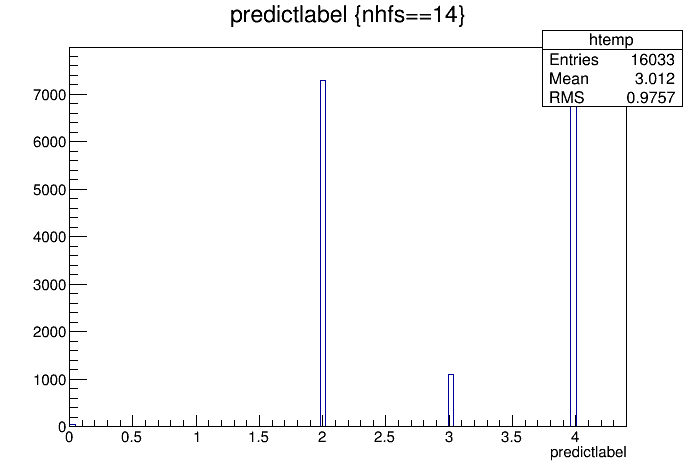 predictlabel {nhfs==14}
htemp
Entries 16033
Mean 3.012
RMS 0.9757
7000
6000
5000
4000
3000
2000
1000
0
0 0.5 1 1.5 2 2.5 3 3.5 4
predictlabel